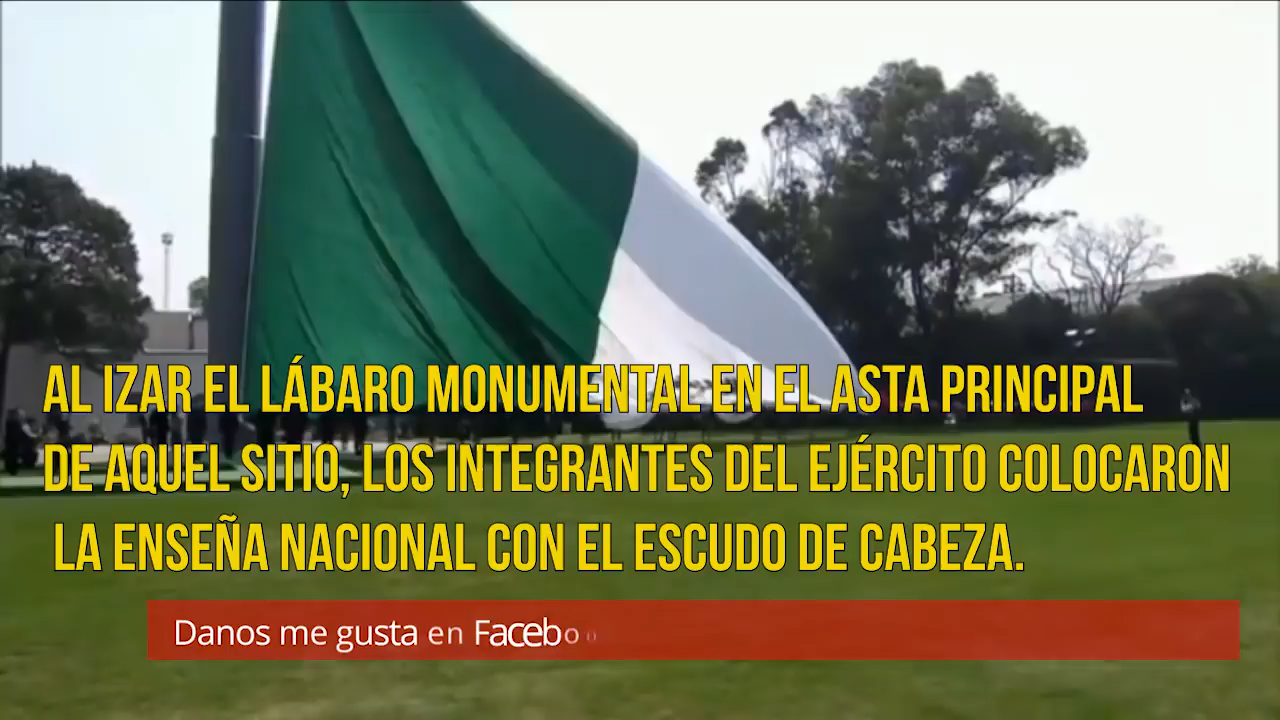 AL IZAR EL LÁBARO MONUMENTAL EN EL ASTA PRINCIPAL
DE AQUEL SITIO, LOS INTEGRANTES DEL EJÉRCITO COLOCARON
LA ENSEÑA NACIONAL CON EL ESCUDO DE CABEZA.
Danos me gusta en Faceboo